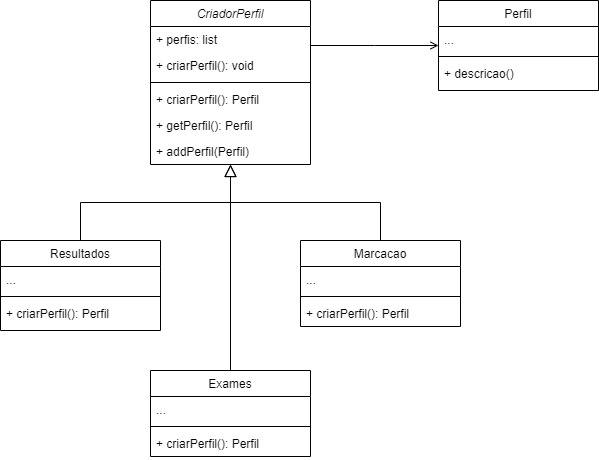 CriadorPerfil
+ perfis: list
+ criarPerfil(): void
+ criarPerfil(): Perfil
+ getPerfil(): Perfil
+ addPerfil(Perfil)
Perfil
...
+ descricao()
Resultados
...
+ criarPerfil(): Perfil
Marcacao
...
+ criarPerfil(): Perfil
Exames
...
+ criarPerfil(): Perfil